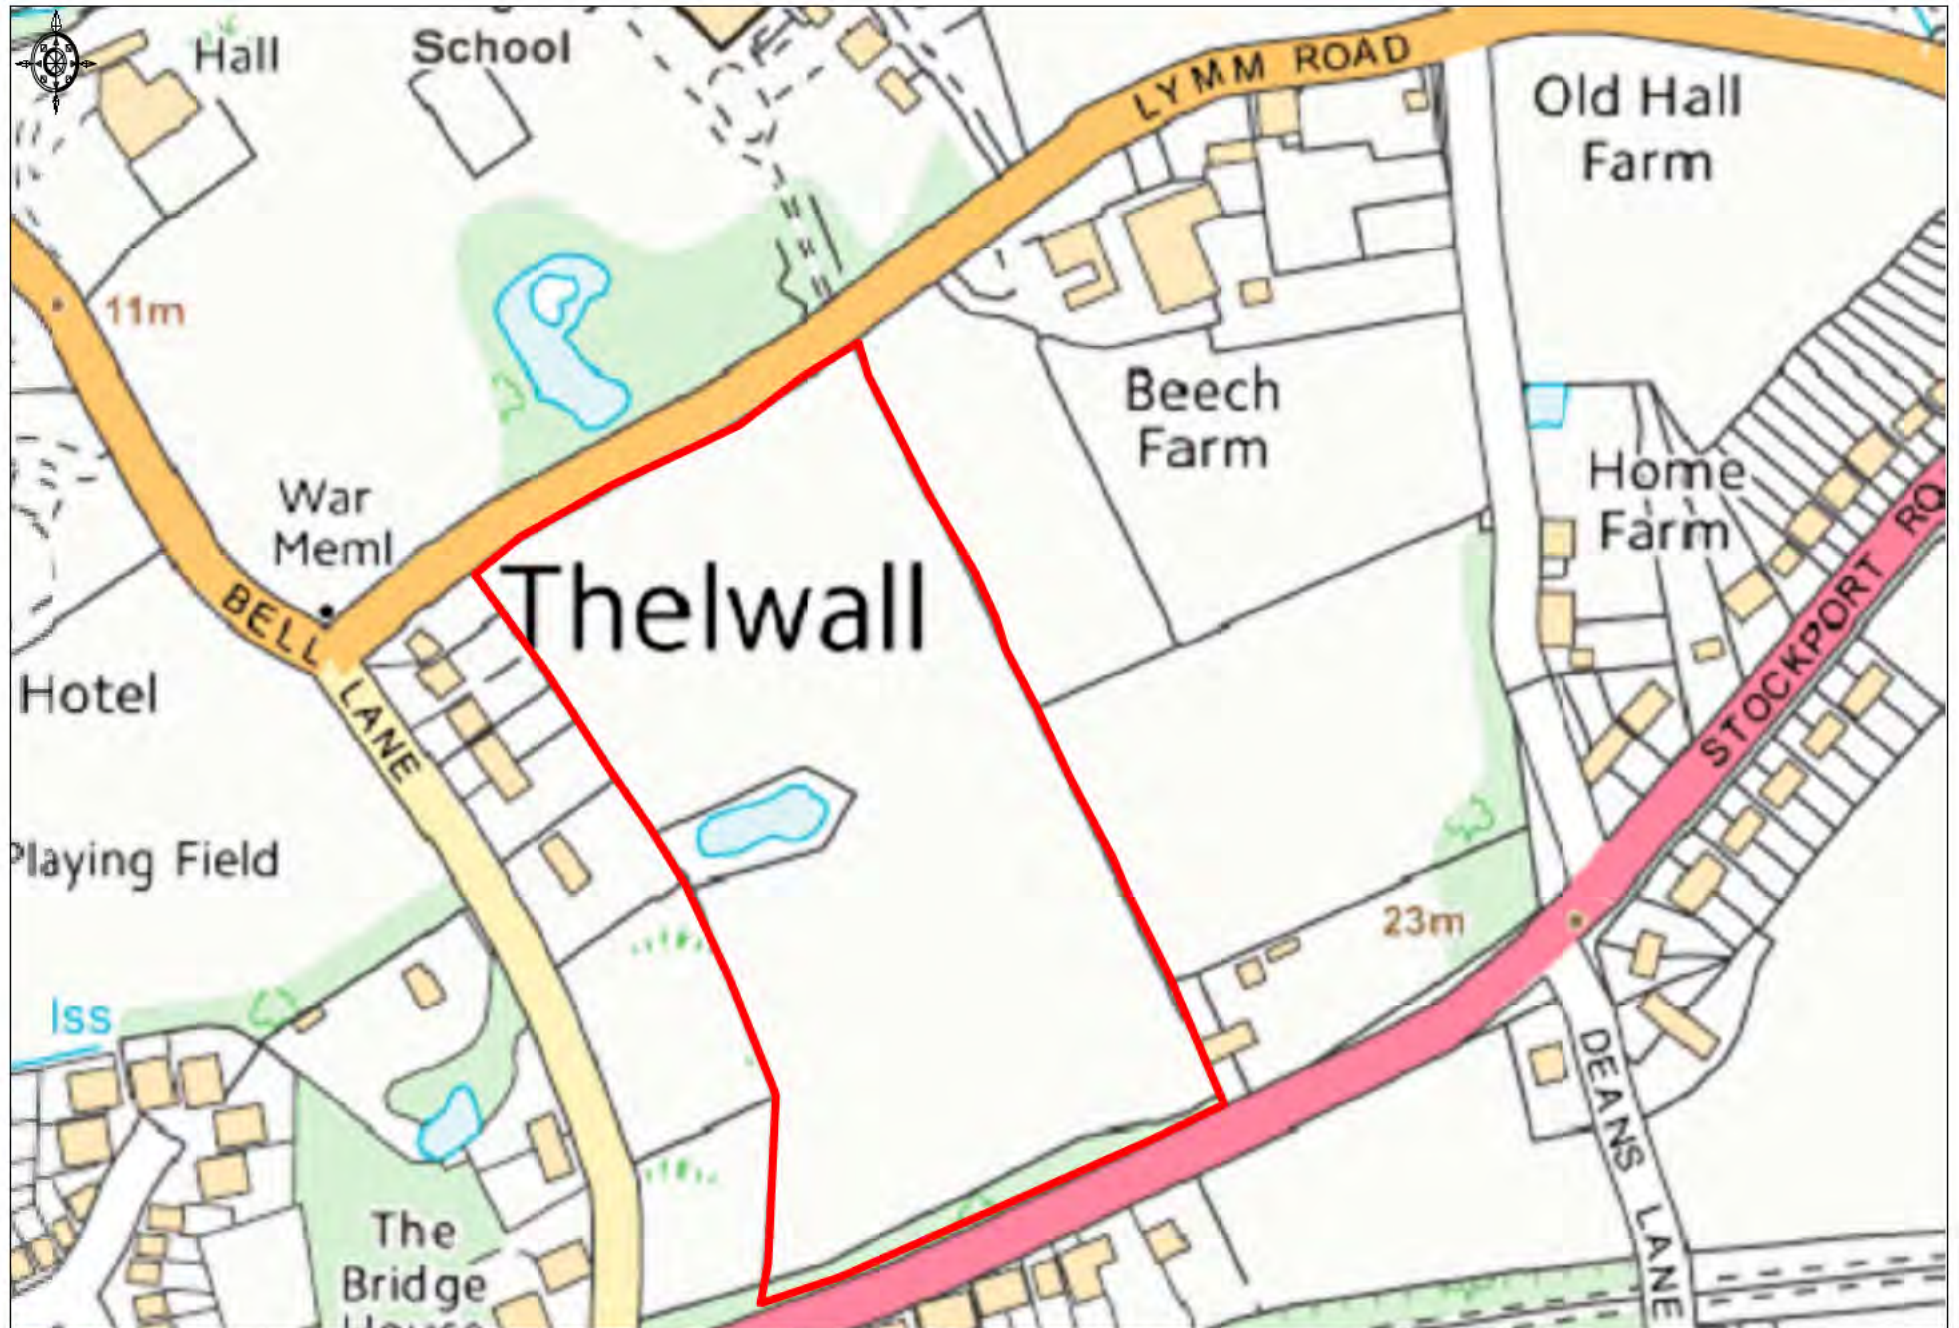 Hall
School
LYMM ROAD
Old Hall
Farm
11m
Beech
Farm
War
Meml
Home
Farm
Thelwall
BELL LANE
STOCKPORT
Hotel
Playing Field
23m
Iss
DEANS LANE
The
Bridge
House